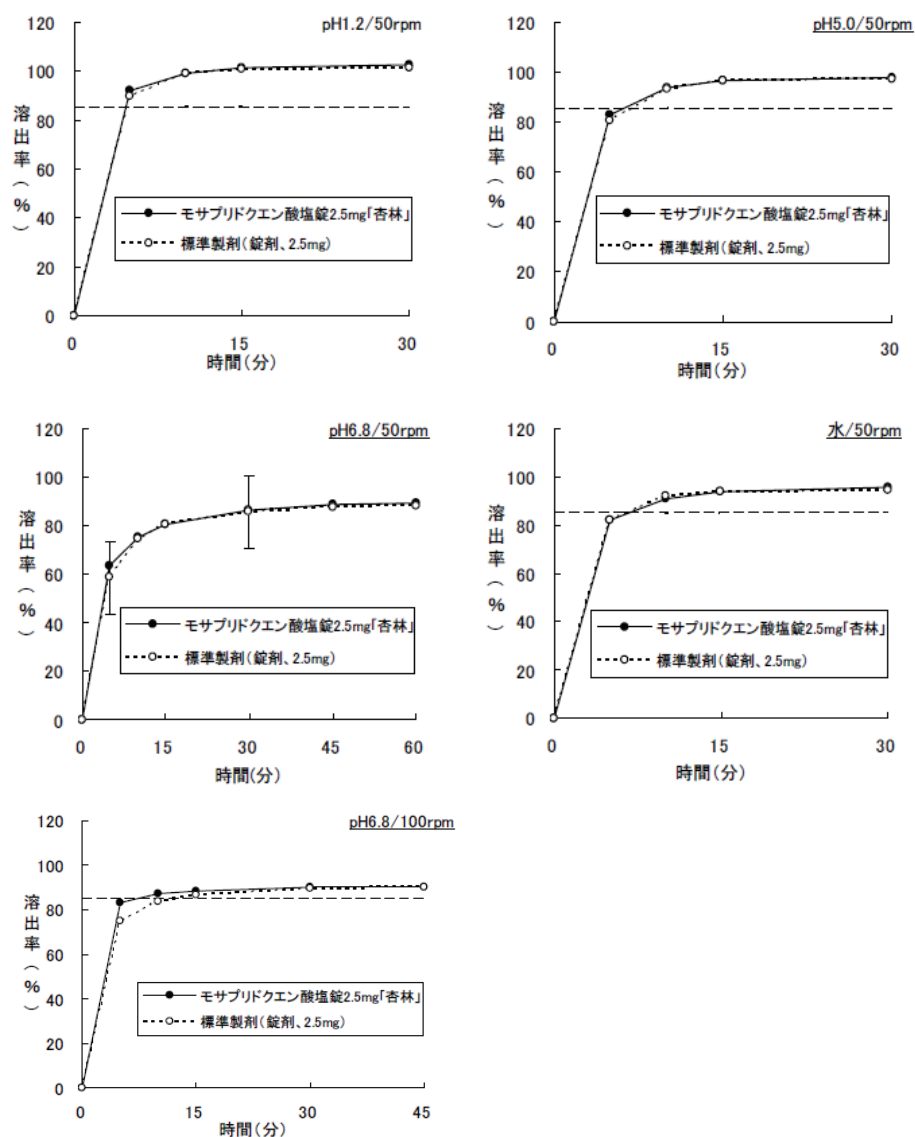 pH1.2/50rpm
120
100
80
60
40
20
0
溶出率(%)
モサプリドクエン酸塩錠2.5mg「杏林」
標準製剤(錠剤、2.5mg)
0 15 30
時間(分)
pH5.0/50rpm
120
100
80
60
40
20
0
溶出率(%)
モサプリドクエン酸塩錠2.5mg「杏林」
標準製剤(錠剤、2.5mg)
0 15 30
時間(分)
pH6.8/50rpm
120
100
80
60
40
20
0
溶出率(%)
モサプリドクエン酸塩錠2.5mg「杏林」
標準製剤(錠剤、2.5mg)
0 15 30 45 60
時間(分)
水/50rpm
120
100
80
60
40
20
0
溶出率(%)
モサプリドクエン酸塩錠2.5mg「杏林」
標準製剤(錠剤、2.5mg)
0 15 30
時間(分)
pH6.8/100rpm
120
100
80
60
40
20
0
溶出率(%)
モサプリドクエン酸塩錠2.5mg「杏林」
標準製剤(錠剤、2.5mg)
0 15 30 45
時間(分)